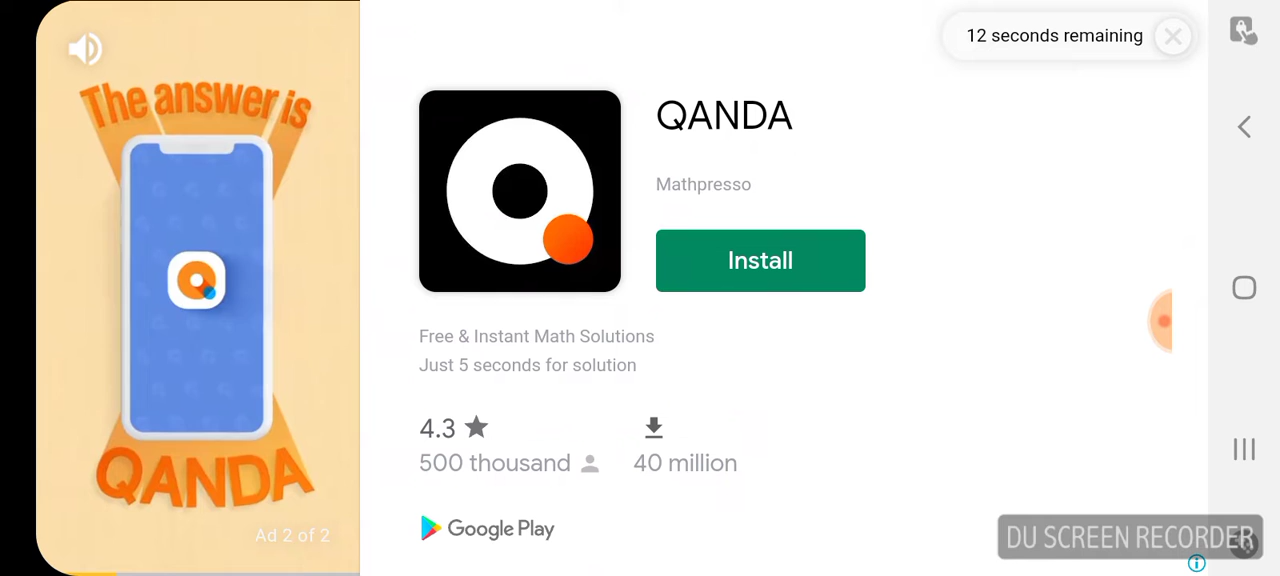 The answer is
QANDA
Ad 2 of 2
12 seconds remaining
QANDA
Mathpresso
Install
Free & Instant Math Solutions
Just 5 seconds for solution
4.3
500 thousand
40 million
Google Play
DU SCREEN RECORDER